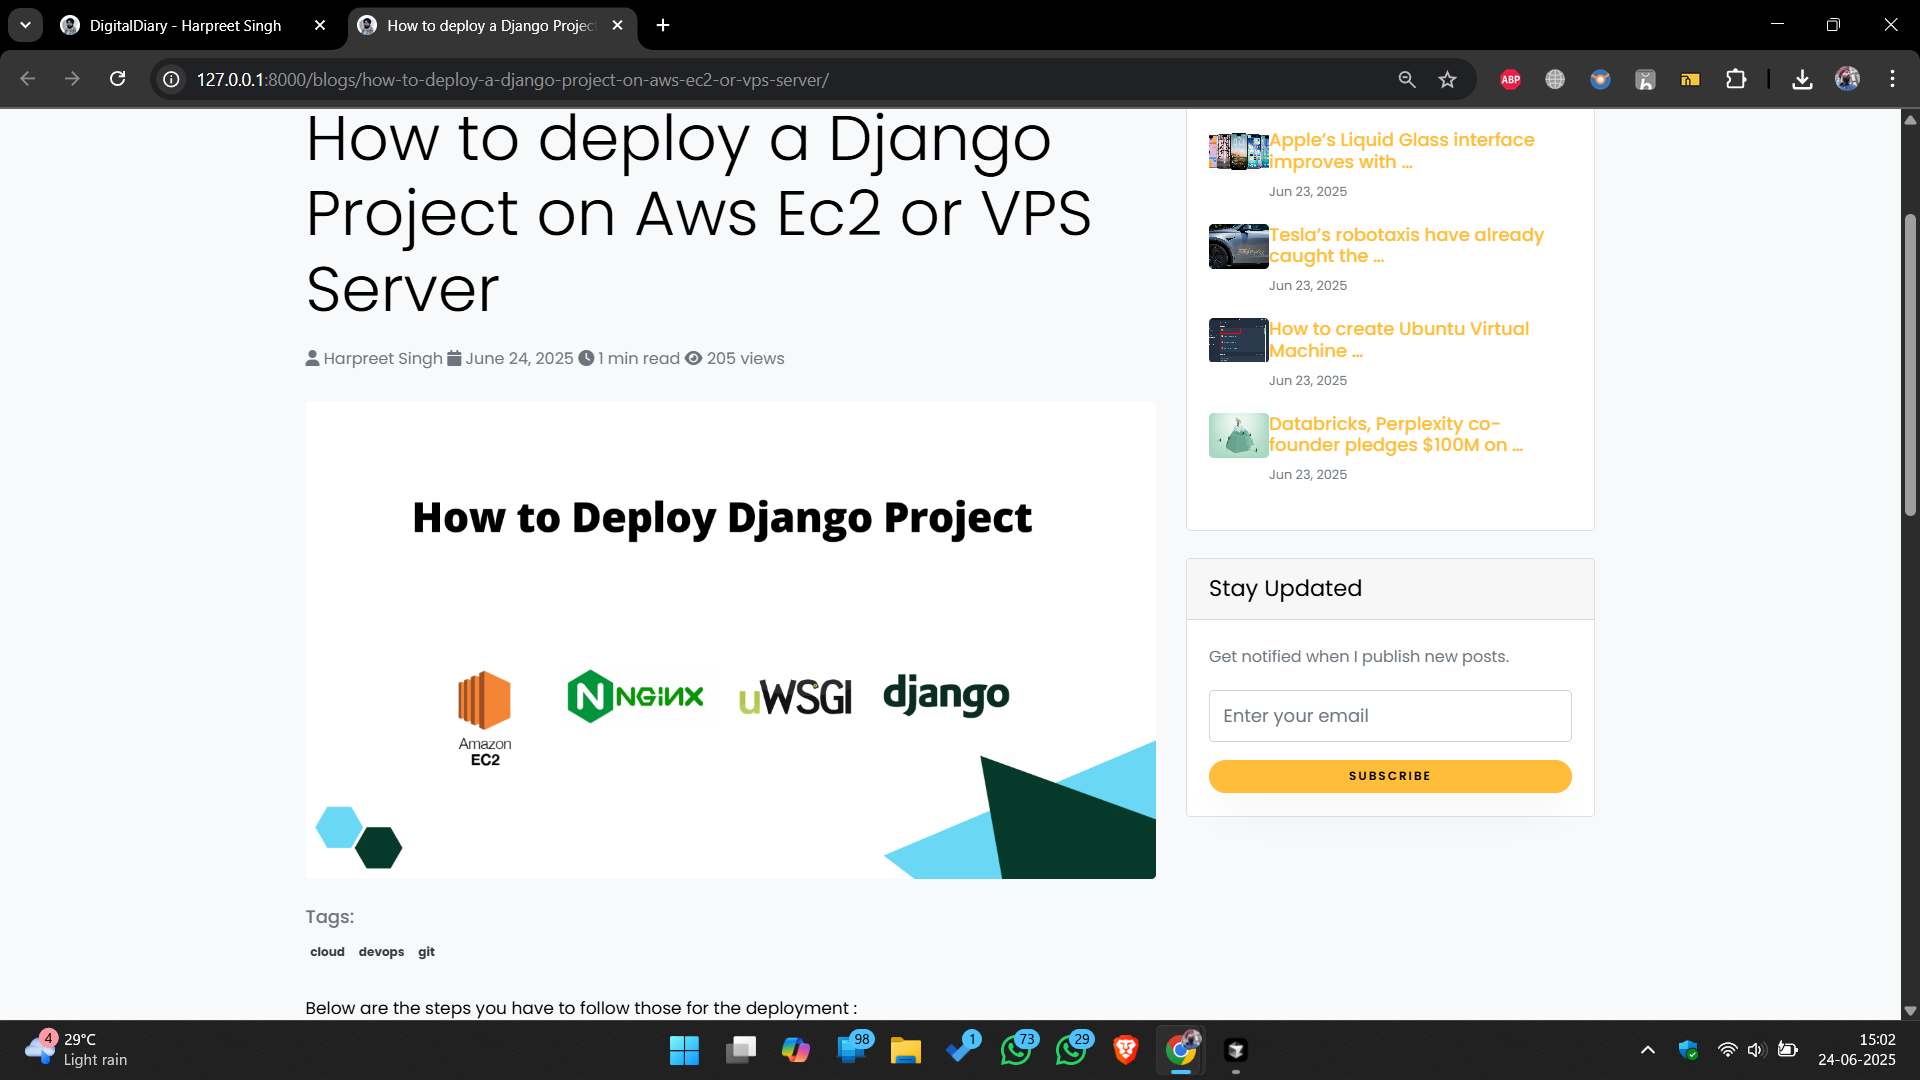 DigitalDiary - Harpreet Singh
How to deploy a Django Projec
127.0.0.1:8000/blogs/how-to-deploy-a-django-project-on-aws-ec2-or-vps-server/
ABP
How to deploy a Django
Project on Aws Ec2 or VPS
Server
Harpreet Singh June 24, 2025 1 min read 205 views
How to Deploy Django Project
Amazon
EC2
NGINX
uWSGI
django
Tags:
cloud devops git
Below are the steps you have to follow those for the deployment :
Apple’s Liquid Glass interface
improves with ...
Jun 23, 2025
Tesla’s robotaxis have already
caught the ...
Jun 23, 2025
How to create Ubuntu Virtual
Machine ...
Jun 23, 2025
Databricks, Perplexity co-
founder pledges $100M on ...
Jun 23, 2025
Stay Updated
Get notified when I publish new posts.
Enter your email
SUBSCRIBE
4
29°C
Light rain
98
1
73
29
15:02
24-06-2025